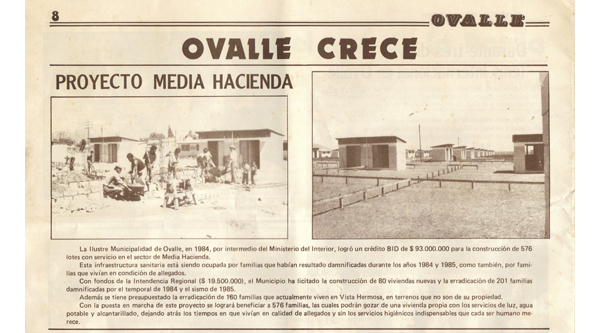 8
OVALLE
OVALLE CRECE
PROYECTO MEDIA HACIENDA
La Ilustre Municipalidad de Ovalle, en 1984, por intermedio del Ministerio del Interior, logró un crédito BID de $ 93.000.000 para la construcción de 576
lotes con servicio en el sector de Media Hacienda.
Esta infraestructura sanitaria está siendo ocupada por familias que habían resultado damnificadas durante los años 1984 y 1985, como también, por fami-
lias que vivían en condición de allegados.
Con fondos de la Intendencia Regional ($ 19.500.000), el Municipio ha licitado la construcción de 80 viviendas nuevas y la erradicación de 201 familias
damnificadas por el temporal de 1984 y el sismo de 1985.
Además se tiene presupuestado la erradicación de 160 familias que actualmente viven en Vista Hermosa, en terrenos que no son de su propiedad.
Con la puesta en marcha de este proyecto se logrará beneficiar a 576 familias, las cuales podrán gozar de una vivienda propia con los servicios de luz, agua
potable y alcantarillado, dejando atrás los tiempos en que vivían en calidad de allegados y sin los servicios higiénicos indispensables que cada ser humano me-
rece.